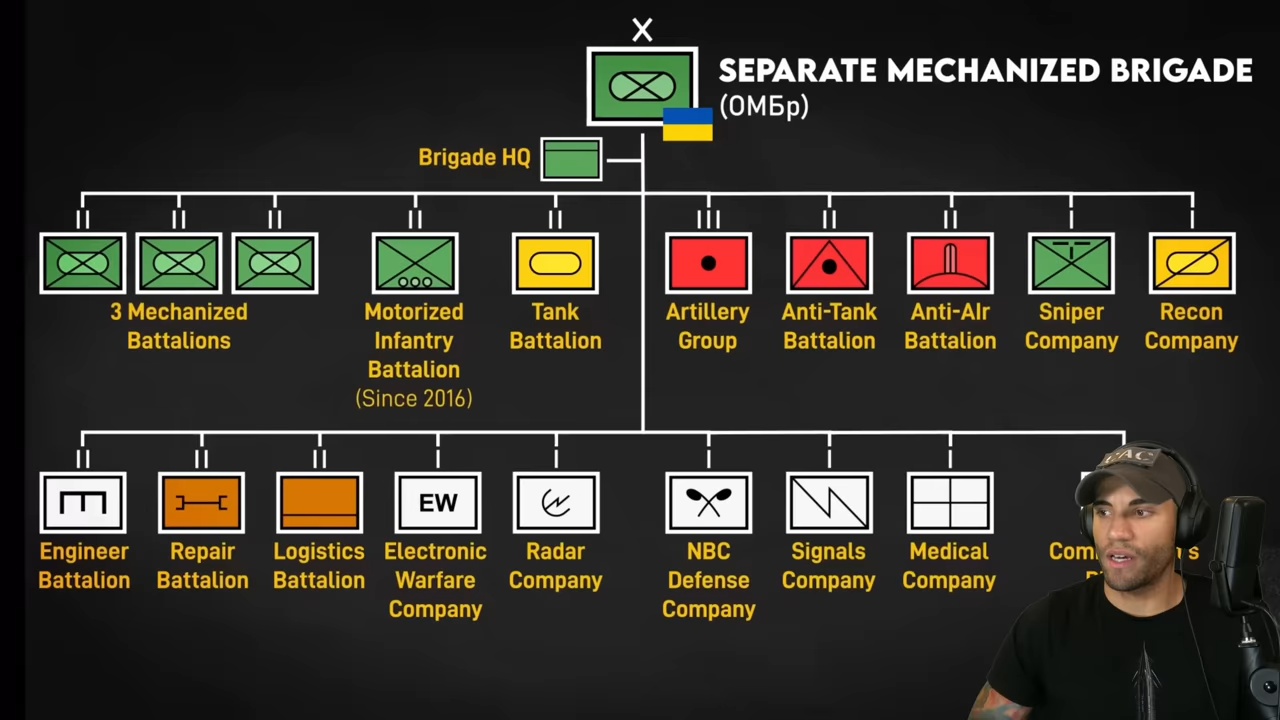 X
SEPARATE MECHANIZED BRIGADE
(ОМБр)
Brigade HQ
3 Mechanized
Battalions
Motorized
Infantry
Battalion
(Since 2016)
Tank
Battalion
Artillery
Group
Anti-Tank
Battalion
Anti-AIr
Battalion
Sniper
Company
Recon
Company
Engineer
Battalion
Repair
Battalion
Logistics
Battalion
EW
Electronic
Warfare
Company
Radar
Company
NBC
Defense
Company
Signals
Company
Medical
Company